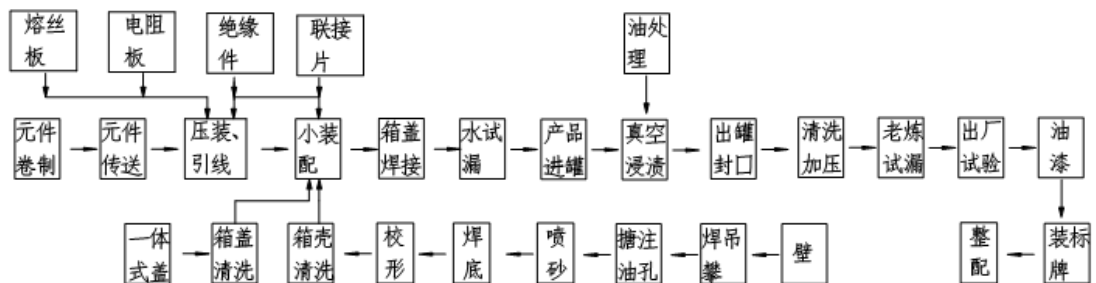 熔丝
板
电阻
板
绝缘
件
联接
片
油处
理
元件
卷制
元件
传送
压装、
引线
小装
配
箱盖
焊接
水试
漏
产品
进罐
真空
浸渍
出罐
封口
清洗
加压
老炼
试漏
出厂
试验
油
漆
一体
式盖
箱盖
清洗
箱壳
清洗
校
形
焊
底
喷
砂
搪注
油孔
焊吊
攀
壁
整
配
装标
牌